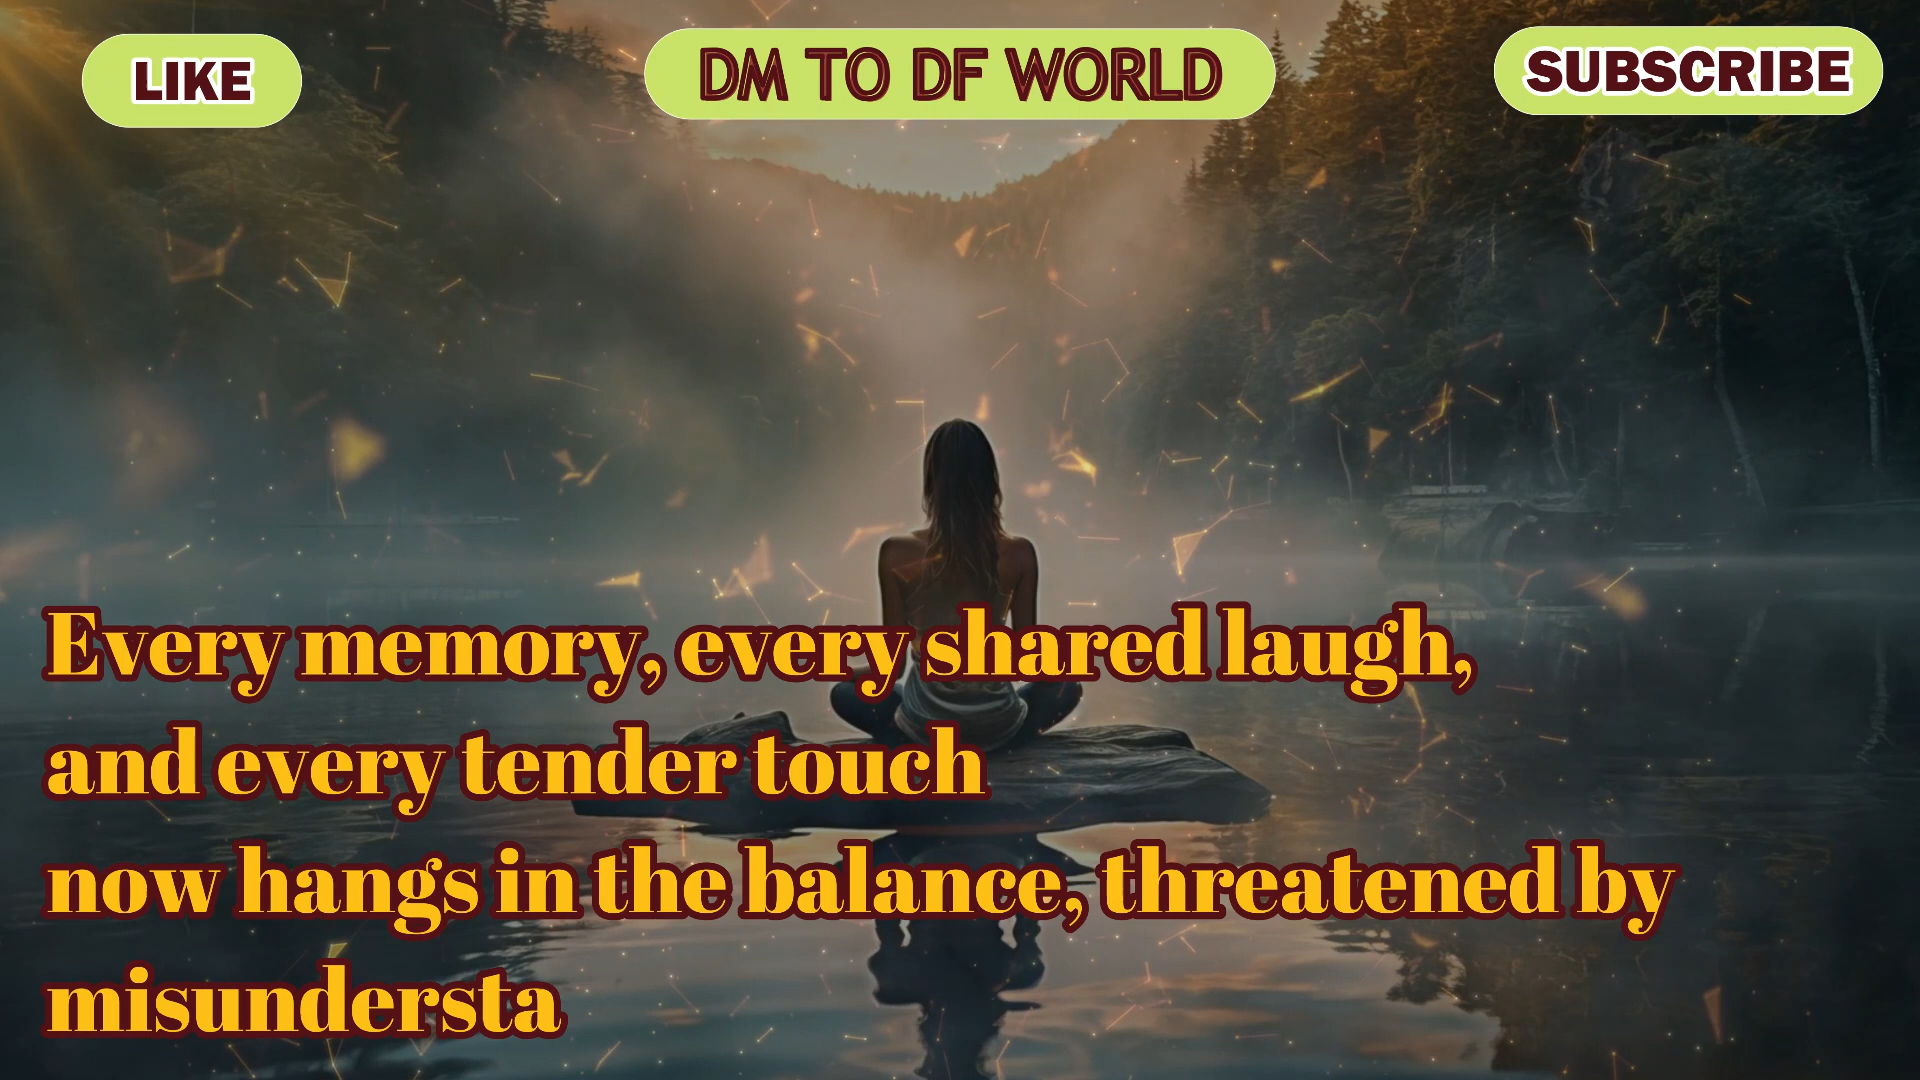 LIKE
DM TO DF WORLD
SUBSCRIBE
Every memory, every shared laugh,
and every tender touch
now hangs in the balance, threatened by
misundersta